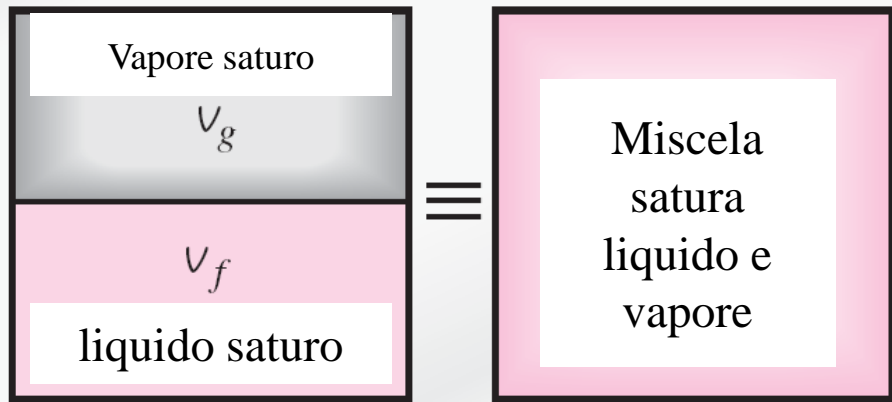 Vapore saturo
v_g
≡
v_f
liquido saturo
Miscela
satura
liquido e
vapore